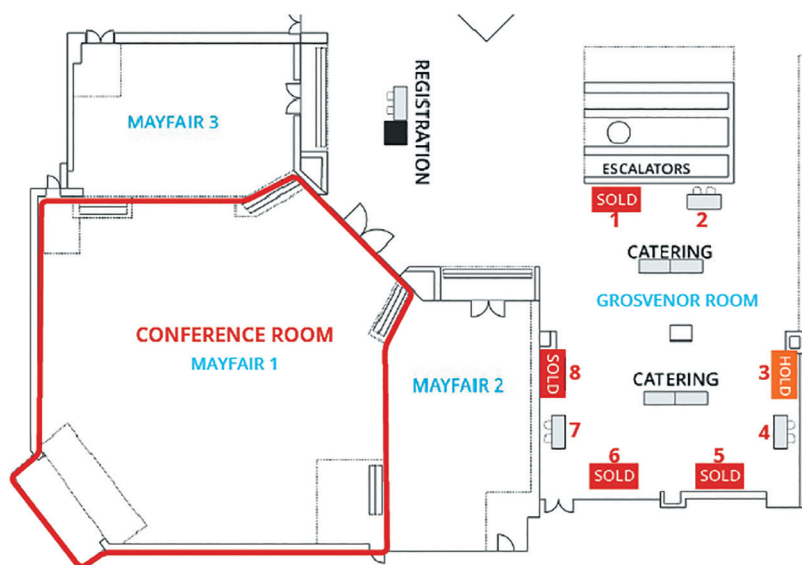 MAYFAIR 3
REGISTRATION
ESCALATORS
SOLD
1
2
CATERING
GROSVENOR ROOM
CONFERENCE ROOM
MAYFAIR 1
MAYFAIR 2
SOLD
8
3
HOLD
CATERING
7
4
6
SOLD
5
SOLD